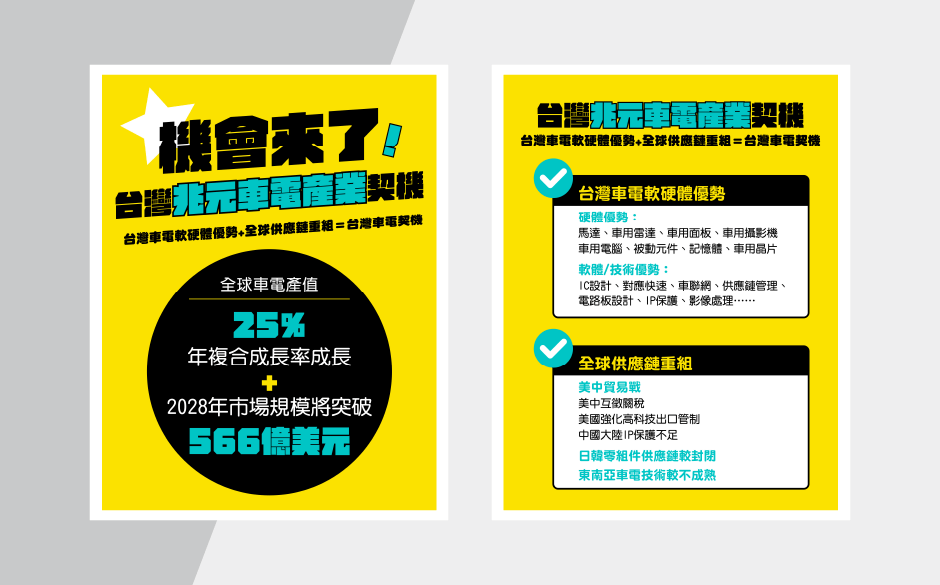 機會來了!
台灣兆元車電產業契機
台灣車電軟硬體優勢+全球供應鏈重組=台灣車電契機
全球車電產值
25%
年複合成長率成長
+
2028年市場規模將突破
566億美元
台灣兆元車電產業契機
台灣車電軟硬體優勢+全球供應鏈重組=台灣車電契機
台灣車電軟硬體優勢
硬體優勢:
馬達、車用雷達、車用面板、車用攝影機
車用電腦、被動元件、記憶體、車用晶片
軟體/技術優勢:
IC設計、對應快速、車聯網、供應鏈管理、
電路板設計、IP保護、影像處理⋯⋯
全球供應鏈重組
美中貿易戰
美中互徵關稅
美國強化高科技出口管制
中國大陸IP保護不足
日韓零組件供應鏈較封閉
東南亞車電技術較不成熟